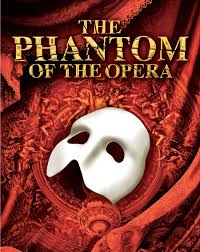 THE
PHANTOM
OF THE OPERA